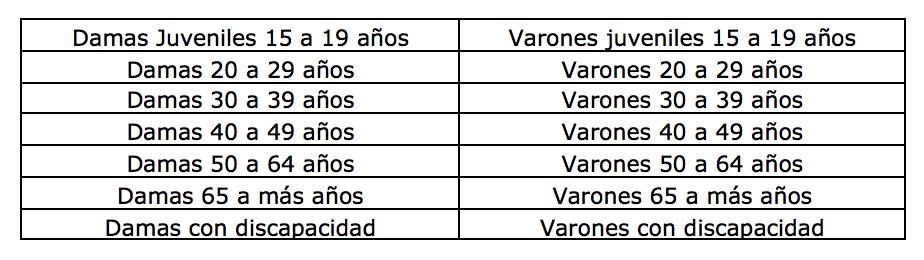 Damas Juveniles 15 a 19 años Varones juveniles 15 a 19 años
Damas 20 a 29 años Varones 20 a 29 años
Damas 30 a 39 años Varones 30 a 39 años
Damas 40 a 49 años Varones 40 a 49 años
Damas 50 a 64 años Varones 50 a 64 años
Damas 65 a más años Varones 65 a más años
Damas con discapacidad Varones con discapacidad